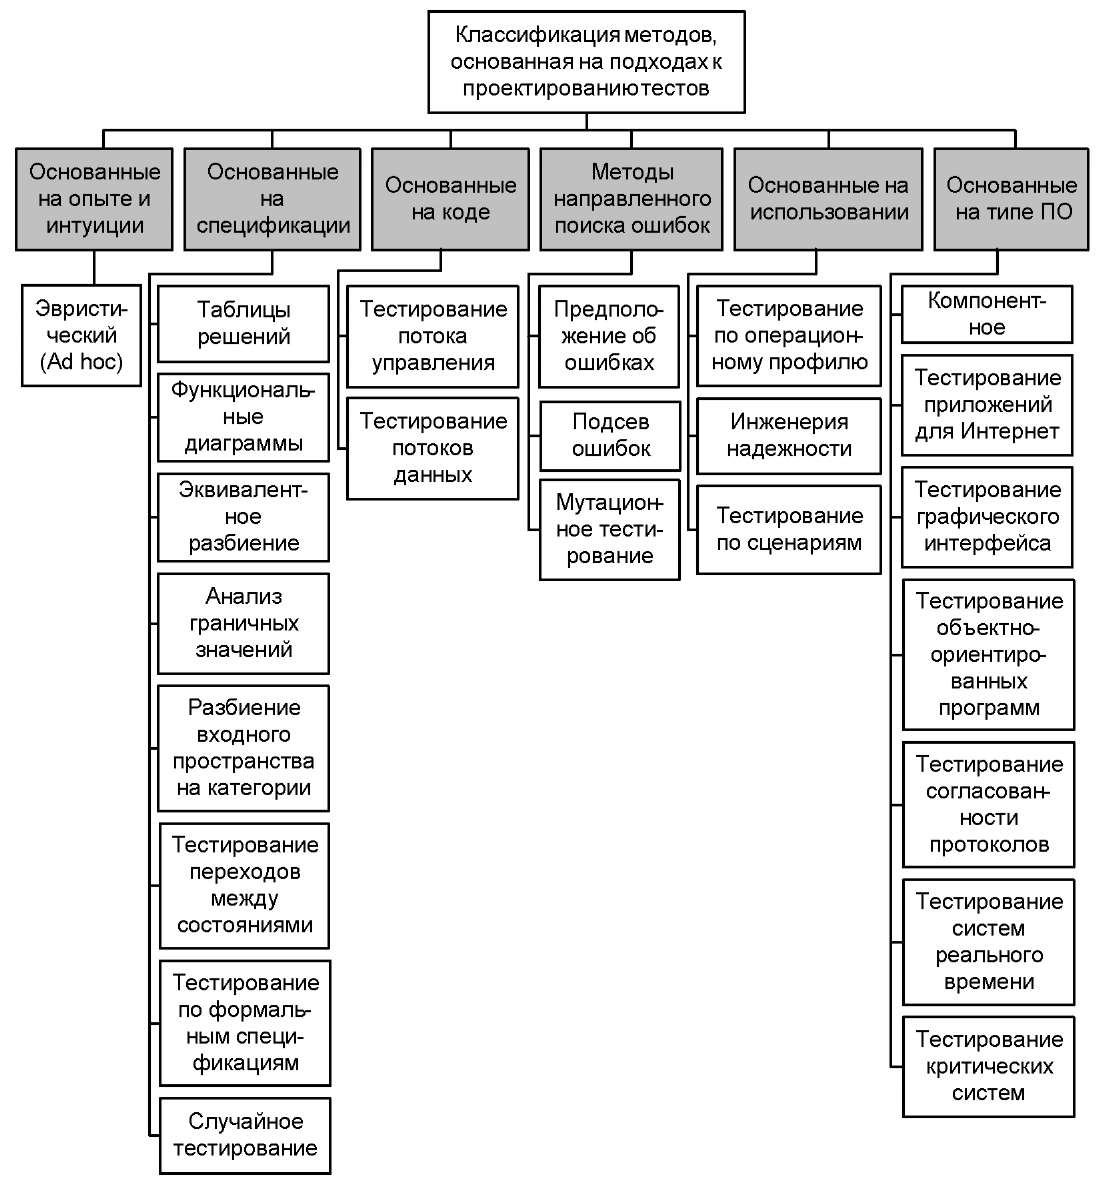 Классификация методов,
основанная на подходах к
проектированию тестов
Основанные
на опыте и
интуиции
Основанные
на
спецификации
Основанные
на коде
Методы
направленного
поиска ошибок
Основанные на
использовании
Основанные
на типе ПО
Эвристи-
ческий
(Ad hoc)
Таблицы
решений
Функциональ-
ные
диаграммы
Эквивалент-
ное
разбиение
Анализ
граничных
значений
Разбиение
входного
пространства
на категории
Тестирование
переходов
между
состояниями
Тестирование
по формаль-
ным специ-
фикациям
Случайное
тестирование
Тестирование
потока
управления
Тестирование
потоков
данных
Предполо-
жение об
ошибках
Подсев
ошибок
Мутацион-
ное тести-
рование
Тестирование
по операцион-
ному профилю
Инженерия
надежности
Тестирование
по сценариям
Компонент-
ное
Тестирование
приложений
для Интернет
Тестирование
графического
интерфейса
Тестирование
объектно-
ориентиро-
ванных
программ
Тестирование
согласован-
ности
протоколов
Тестирование
систем
реального
времени
Тестирование
критических
систем